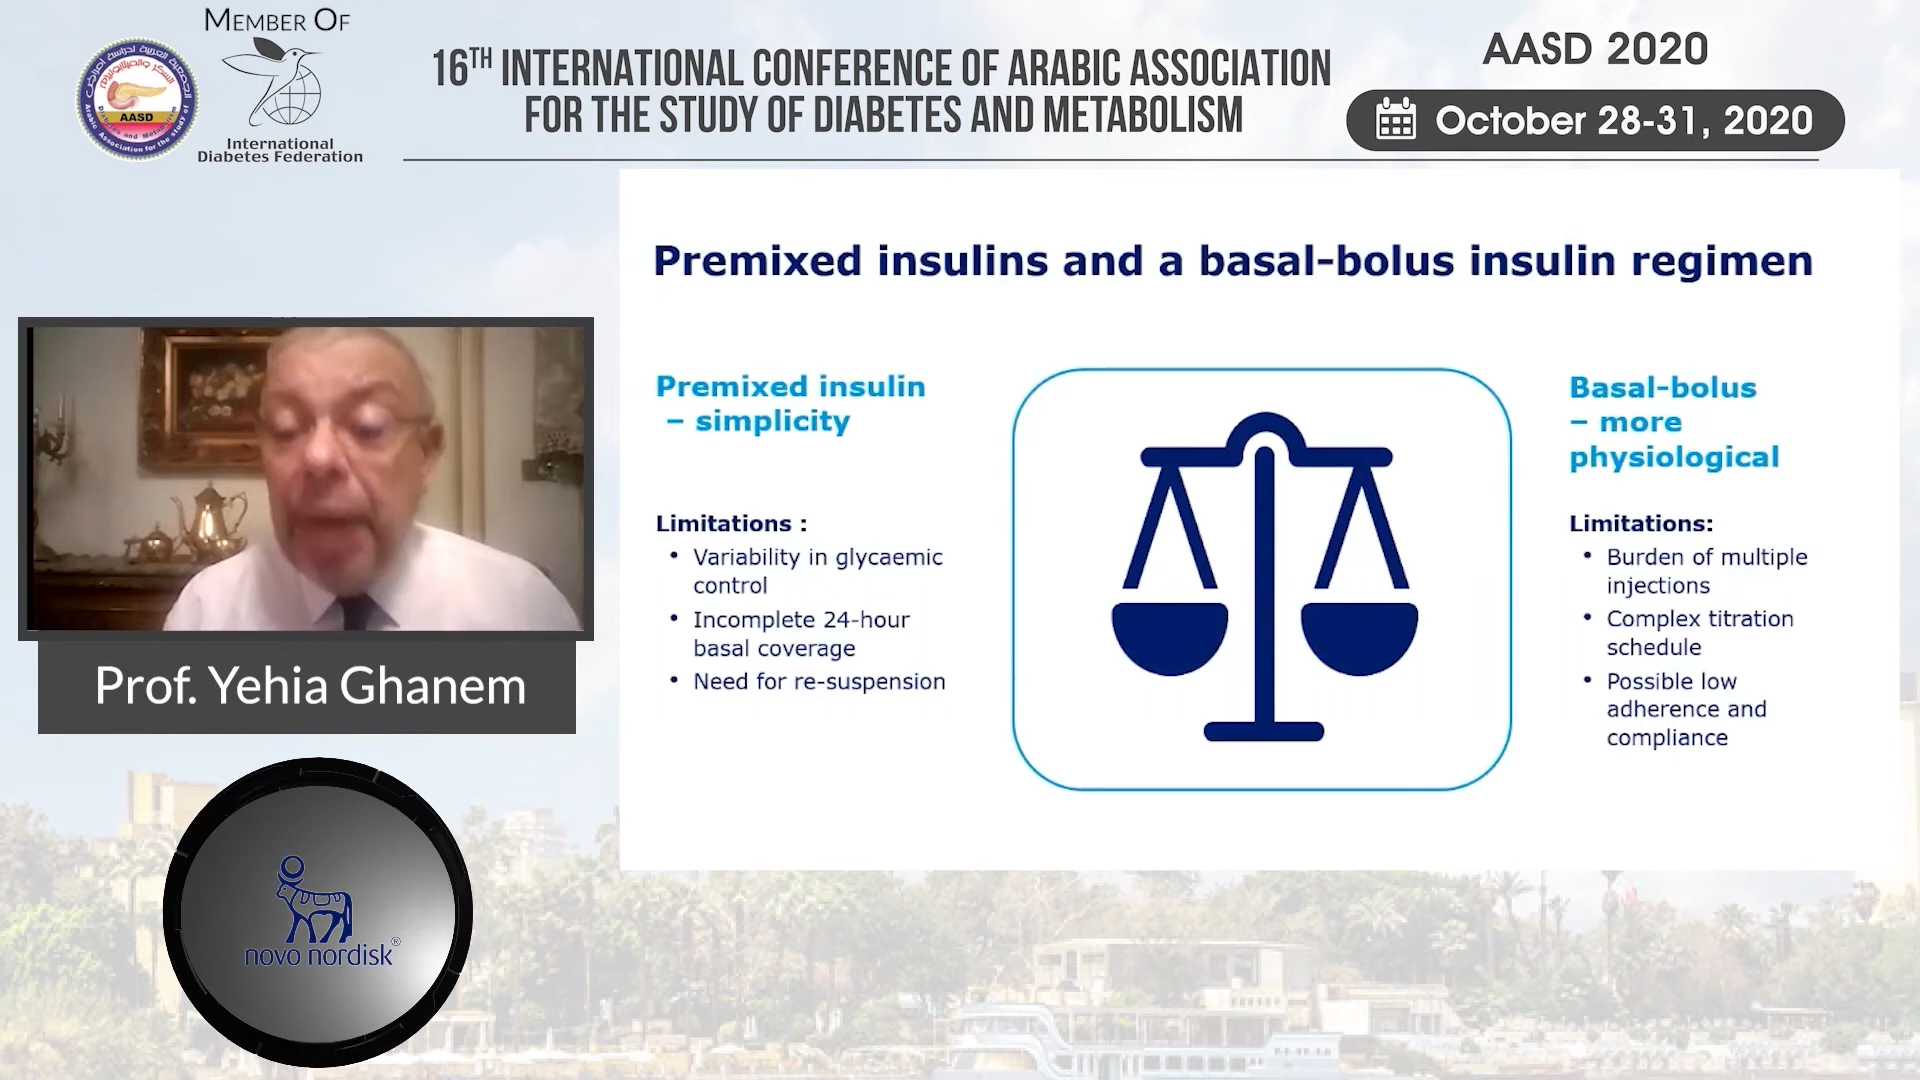 MEMBER OF
AASD
International
Diabetes Federation
16TH INTERNATIONAL CONFERENCE OF ARABIC ASSOCIATION
FOR THE STUDY OF DIABETES AND METABOLISM
AASD 2020
October 28-31, 2020
Premixed insulins and a basal-bolus insulin regimen
Premixed insulin
– simplicity
Limitations :
• Variability in glycaemic
control
• Incomplete 24-hour
basal coverage
• Need for re-suspension
Basal-bolus
– more
physiological
Limitations:
• Burden of multiple
injections
• Complex titration
schedule
• Possible low
adherence and
compliance
Prof. Yehia Ghanem
novo nordisk®